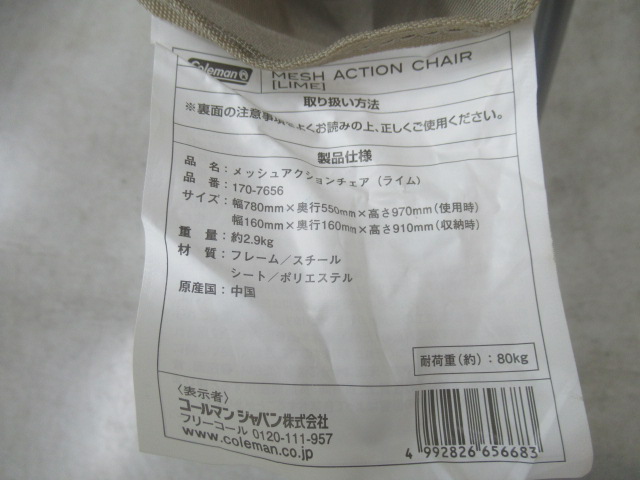 Coleman
MESH ACTION CHAIR
[LIME]
取り扱い方法
※裏面の注意事項をよくお読みの上、正しくご使用ください。
製品仕様
品 名：メッシュアクションチェア（ライム）
品 番：170-7656
サイズ：幅780mm×奥行550mm×高さ970mm（使用時）
幅160mm×奥行160mm×高さ910mm（収納時）
重 量：約2.9kg
材 質：フレーム／スチール
シート／ポリエステル
原産国：中国
耐荷重（約）：80kg
〈表示者〉
コールマン ジャパン株式会社
フリーコール 0120-111-957
www.coleman.co.jp
4 992826 656683